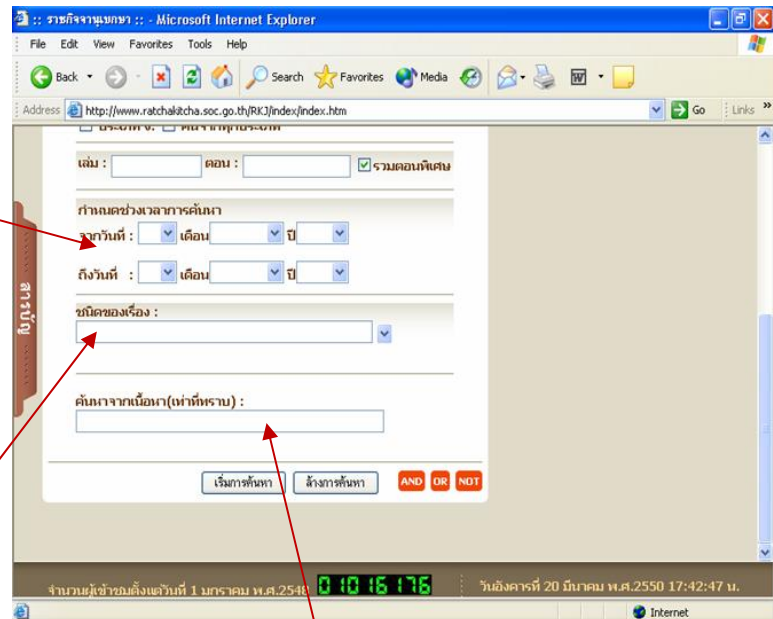 :: ราชกิจจานุเบกษา :: - Microsoft Internet Explorer
File Edit View Favorites Tools Help
Back Search Favorites Media
Address http://www.ratchakitcha.soc.go.th/RKJ/index/index.htm Go Links »
เล่ม : ตอน : รวมตอนพิเศษ
กำหนดช่วงเวลาการค้นหา
จากวันที่ : เดือน ปี
ถึงวันที่ : เดือน ปี
สารบัญ
ชนิดของเรื่อง :
ค้นหาจากเนื้อหา(เท่าที่ทราบ) :
เริ่มการค้นหา ล้างการค้นหา AND OR NOT
จำนวนผู้เข้าชมตั้งแต่วันที่ 1 มกราคม พ.ศ.2548 01016176 วันอังคารที่ 20 มีนาคม พ.ศ.2550 17:42:47 น.
Internet